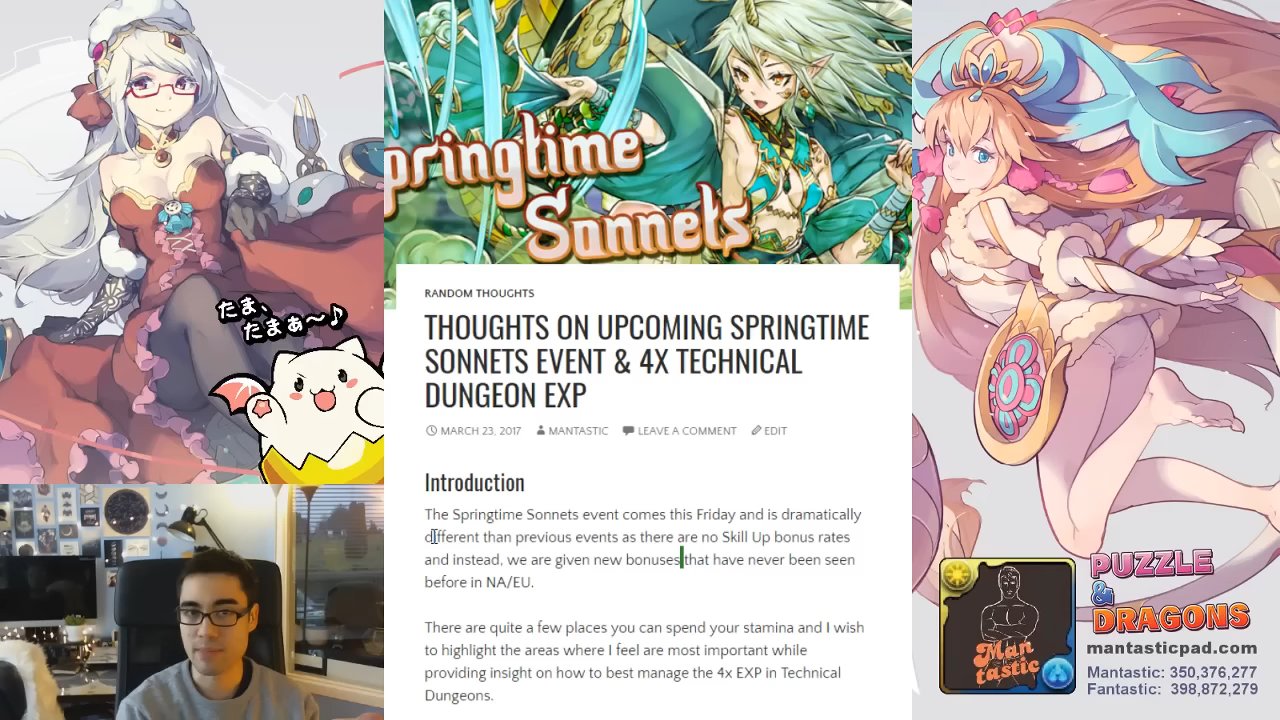 たま、
たまぁ〜♪
Springtime
Sonnets
RANDOM THOUGHTS
THOUGHTS ON UPCOMING SPRINGTIME
SONNETS EVENT & 4X TECHNICAL
DUNGEON EXP
MARCH 23, 2017 MANTASTIC LEAVE A COMMENT EDIT
Introduction
The Springtime Sonnets event comes this Friday and is dramatically
different than previous events as there are no Skill Up bonus rates
and instead, we are given new bonuses that have never been seen
before in NA/EU.
There are quite a few places you can spend your stamina and I wish
to highlight the areas where I feel are most important while
providing insight on how to best manage the 4x EXP in Technical
Dungeons.
Man
tastic
PUZZLE
&
DRAGONS
mantasticpad.com
Mantastic: 350,376,277
Fantastic: 398,872,279